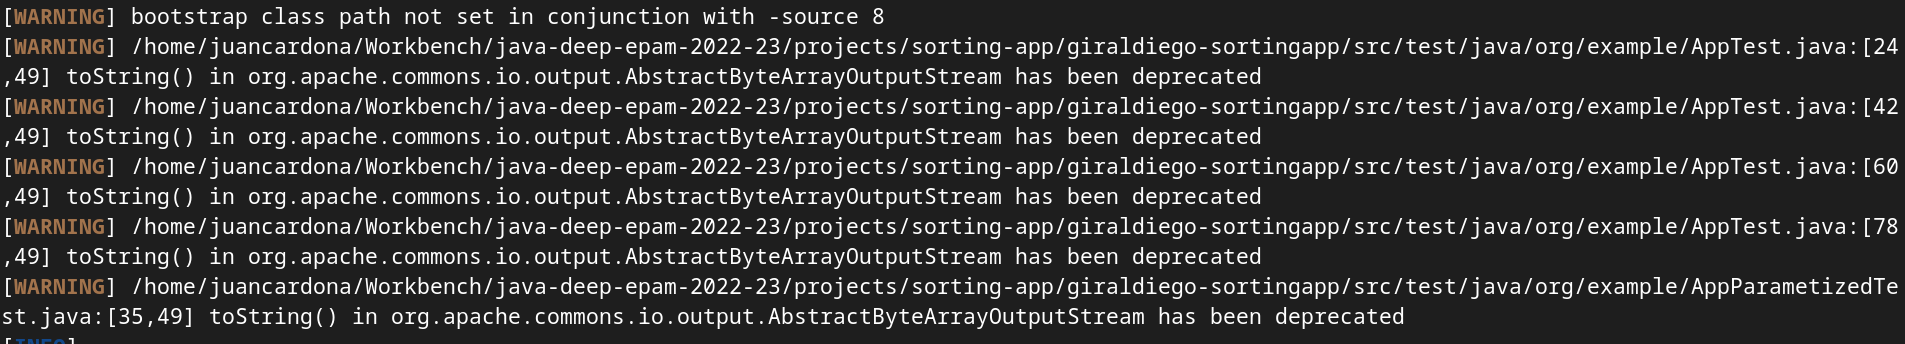 [WARNING] bootstrap class path not set in conjunction with -source 8
[WARNING] /home/juancardona/Workbench/java-deep-epam-2022-23/projects/sorting-app/giraldiego-sortingapp/src/test/java/org/example/AppTest.java:[24
,49] toString() in org.apache.commons.io.output.AbstractByteArrayOutputStream has been deprecated
[WARNING] /home/juancardona/Workbench/java-deep-epam-2022-23/projects/sorting-app/giraldiego-sortingapp/src/test/java/org/example/AppTest.java:[42
,49] toString() in org.apache.commons.io.output.AbstractByteArrayOutputStream has been deprecated
[WARNING] /home/juancardona/Workbench/java-deep-epam-2022-23/projects/sorting-app/giraldiego-sortingapp/src/test/java/org/example/AppTest.java:[60
,49] toString() in org.apache.commons.io.output.AbstractByteArrayOutputStream has been deprecated
[WARNING] /home/juancardona/Workbench/java-deep-epam-2022-23/projects/sorting-app/giraldiego-sortingapp/src/test/java/org/example/AppTest.java:[78
,49] toString() in org.apache.commons.io.output.AbstractByteArrayOutputStream has been deprecated
[WARNING] /home/juancardona/Workbench/java-deep-epam-2022-23/projects/sorting-app/giraldiego-sortingapp/src/test/java/org/example/AppParametizedTe
st.java:[35,49] toString() in org.apache.commons.io.output.AbstractByteArrayOutputStream has been deprecated
[INFO]